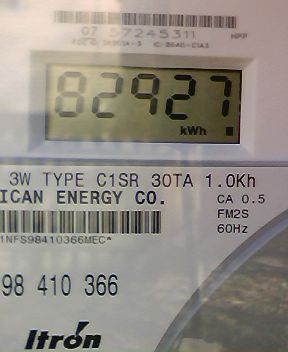 07 57245311
82927
kWh
3W TYPE C1SR 30TA 1.0Kh
ICAN ENERGY CO.
CA 0.5
FM2S
60Hz
1NFS98410366MEC*
98 410 366
Itron